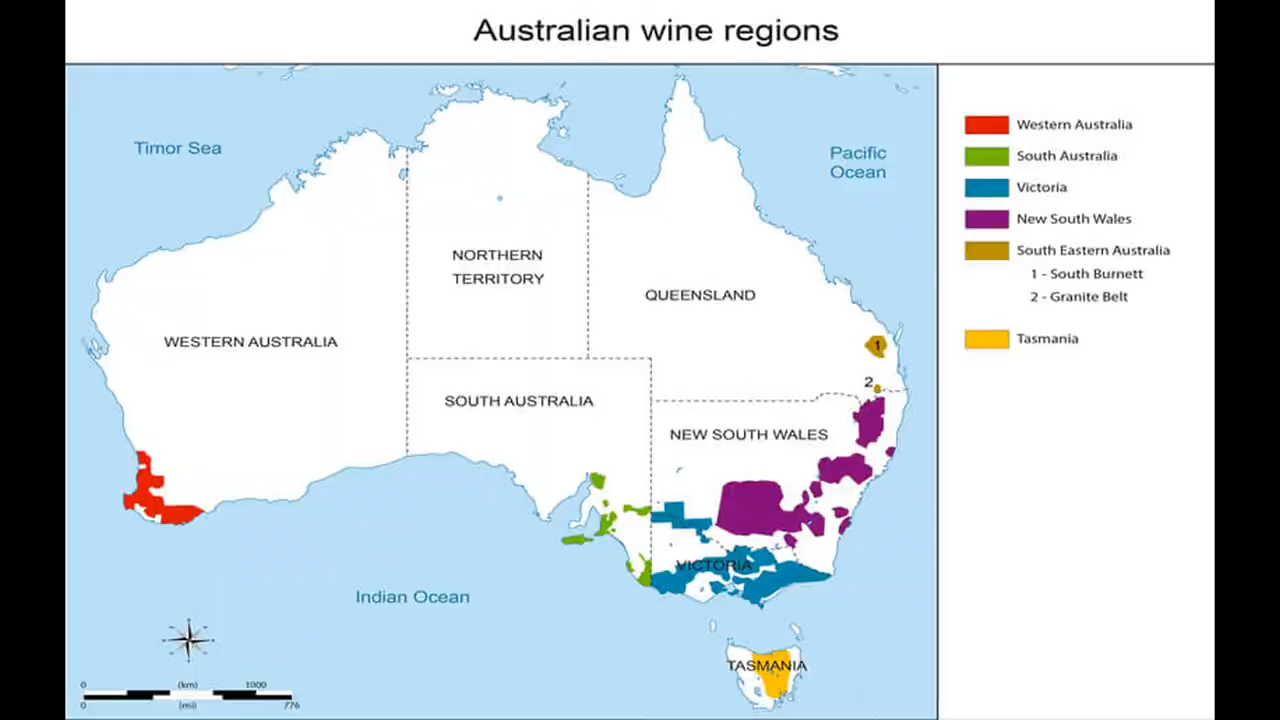 Australian wine regions
Timor Sea
Pacific
Ocean
NORTHERN
TERRITORY
QUEENSLAND
WESTERN AUSTRALIA
SOUTH AUSTRALIA
NEW SOUTH WALES
VICTORIA
TASMANIA
Indian Ocean
1
2
0 (km) 1000
0 (mi) 776
Western Australia
South Australia
Victoria
New South Wales
South Eastern Australia
1 - South Burnett
2 - Granite Belt
Tasmania